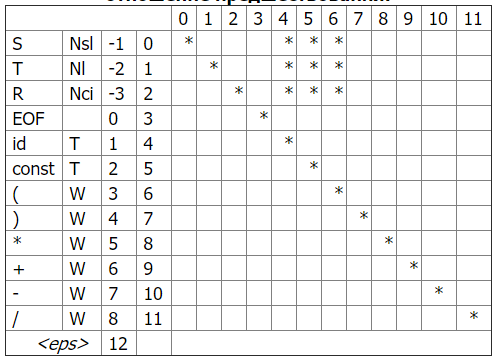 отношение предшествования
0 1 2 3 4 5 6 7 8 9 10 11
S Nsl -1 0 * * * *
T Nl -2 1 * * * *
R Nci -3 2 * * * *
EOF 0 3 *
id T 1 4 *
const T 2 5 *
( W 3 6 *
) W 4 7 *
* W 5 8 *
+ W 6 9 *
- W 7 10 *
/ W 8 11 *
<eps> 12